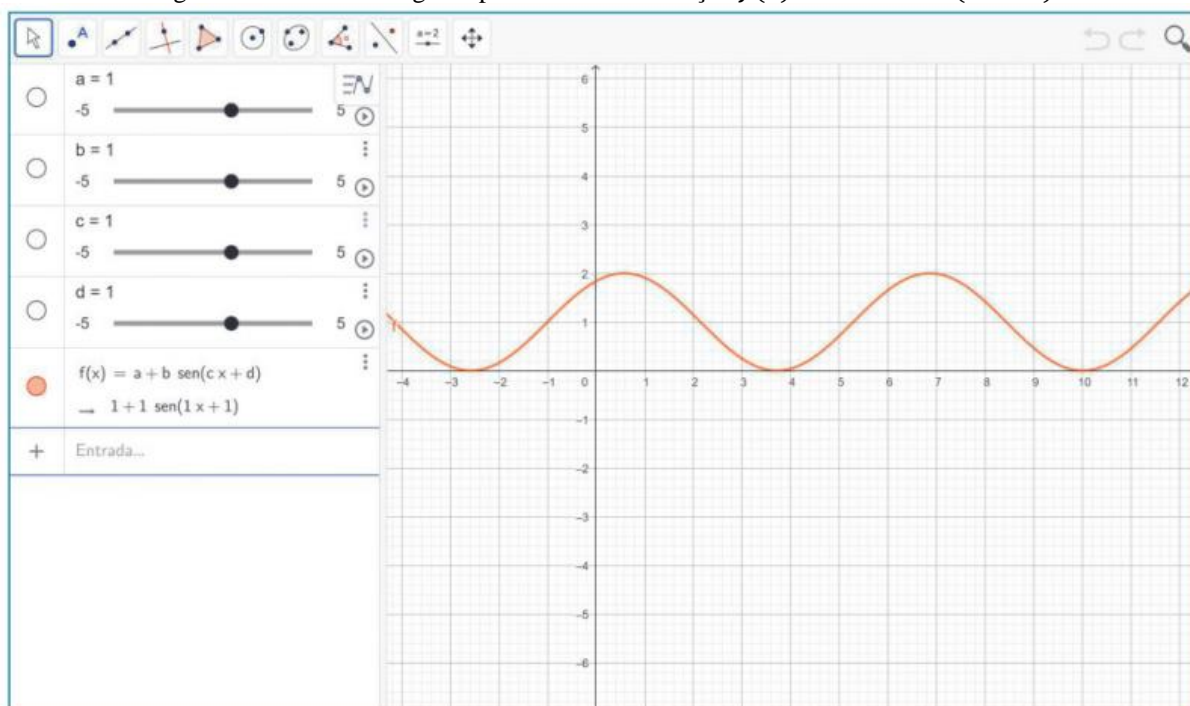 a = 1
-5 5
b = 1
-5 5
c = 1
-5 5
d = 1
-5 5
f(x) = a + b sen(c x + d)
→ 1 + 1 sen(1 x + 1)
+ Entrada...
A
a=2
6
5
4
3
2
1
-4 -3 -2 -1 0 1 2 3 4 5 6 7 8 9 10 11 12
-1
-2
-3
-4
-5
-6
f